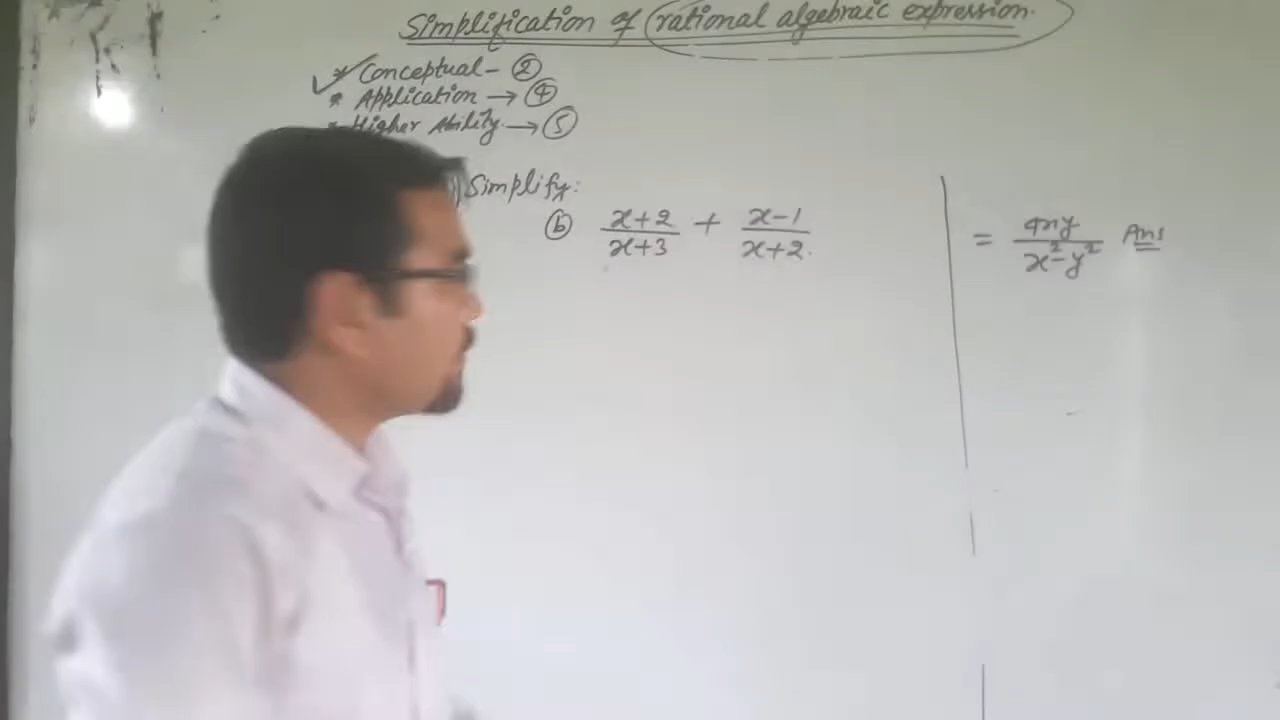 Simplification of rational algebraic expression.
* Conceptual - ②
* Application → ④
* Higher Ability. → ⑤
Simplify:
ⓑ (x+2)/(x+3) + (x-1)/(x+2)
= 4xy/(x²-y²) Ans